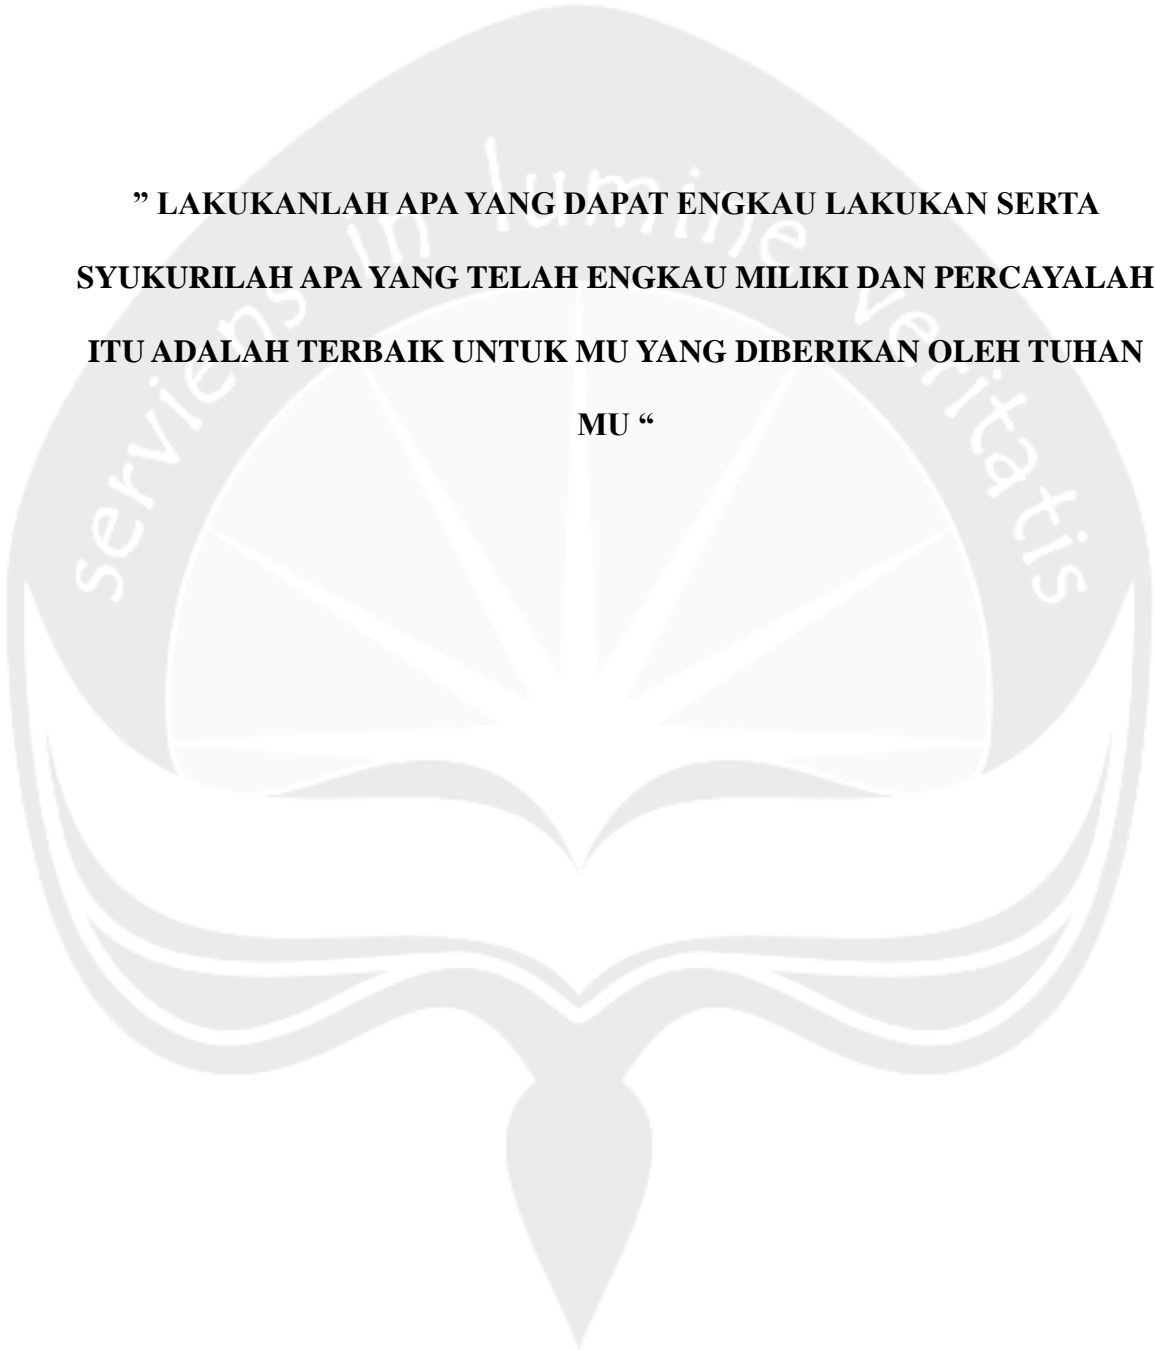 ” LAKUKANLAH APA YANG DAPAT ENGKAU LAKUKAN SERTA
SYUKURILAH APA YANG TELAH ENGKAU MILIKI DAN PERCAYALAH
ITU ADALAH TERBAIK UNTUK MU YANG DIBERIKAN OLEH TUHAN
MU “
serviens in lumine veritatis